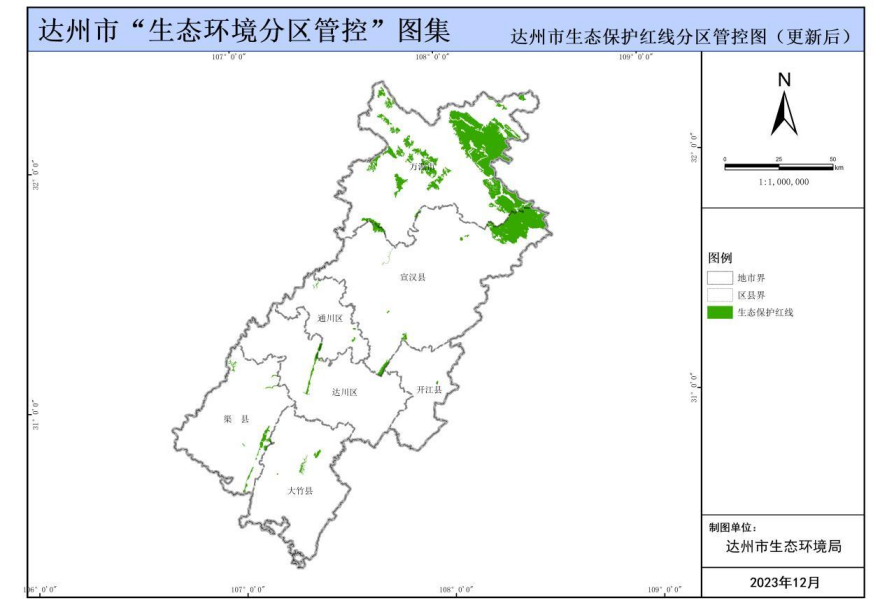 达州市“生态环境分区管控”图集
达州市生态保护红线分区管控图（更新后）
107°0′0″
108°0′0″
109°0′0″
N
0 25 50 km
1:1,000,000
32°0′0″
32°0′0″
宣汉县
图例
地市界
区县界
生态保护红线
通川区
达川区
开江县
31°0′0″
31°0′0″
渠 县
大竹县
制图单位：
达州市生态环境局
2023年12月
106°0′0″
107°0′0″
108°0′0″
109°0′0″